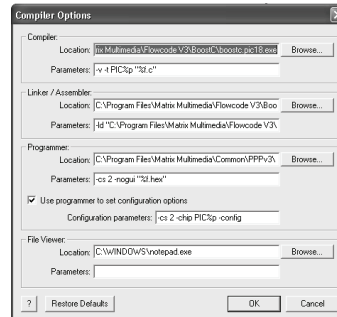 Compiler Options
Compiler:
Location: rix Multimedia\Flowcode V3\BoostC\boostc.pic18.exe Browse...
Parameters: -v -t PIC%p "%f.c"
Linker / Assembler:
Location: C:\Program Files\Matrix Multimedia\Flowcode V3\Boo Browse...
Parameters: -ld "C:\Program Files\Matrix Multimedia\Flowcode V3\
Programmer:
Location: C:\Program Files\Matrix Multimedia\Common\PPPv3\ Browse...
Parameters: -cs 2 -nogui "%f.hex"
Use programmer to set configuration options
Configuration parameters: -cs 2 -chip PIC%p -config
File Viewer:
Location: C:\WINDOWS\notepad.exe Browse...
Parameters:
? Restore Defaults OK Cancel